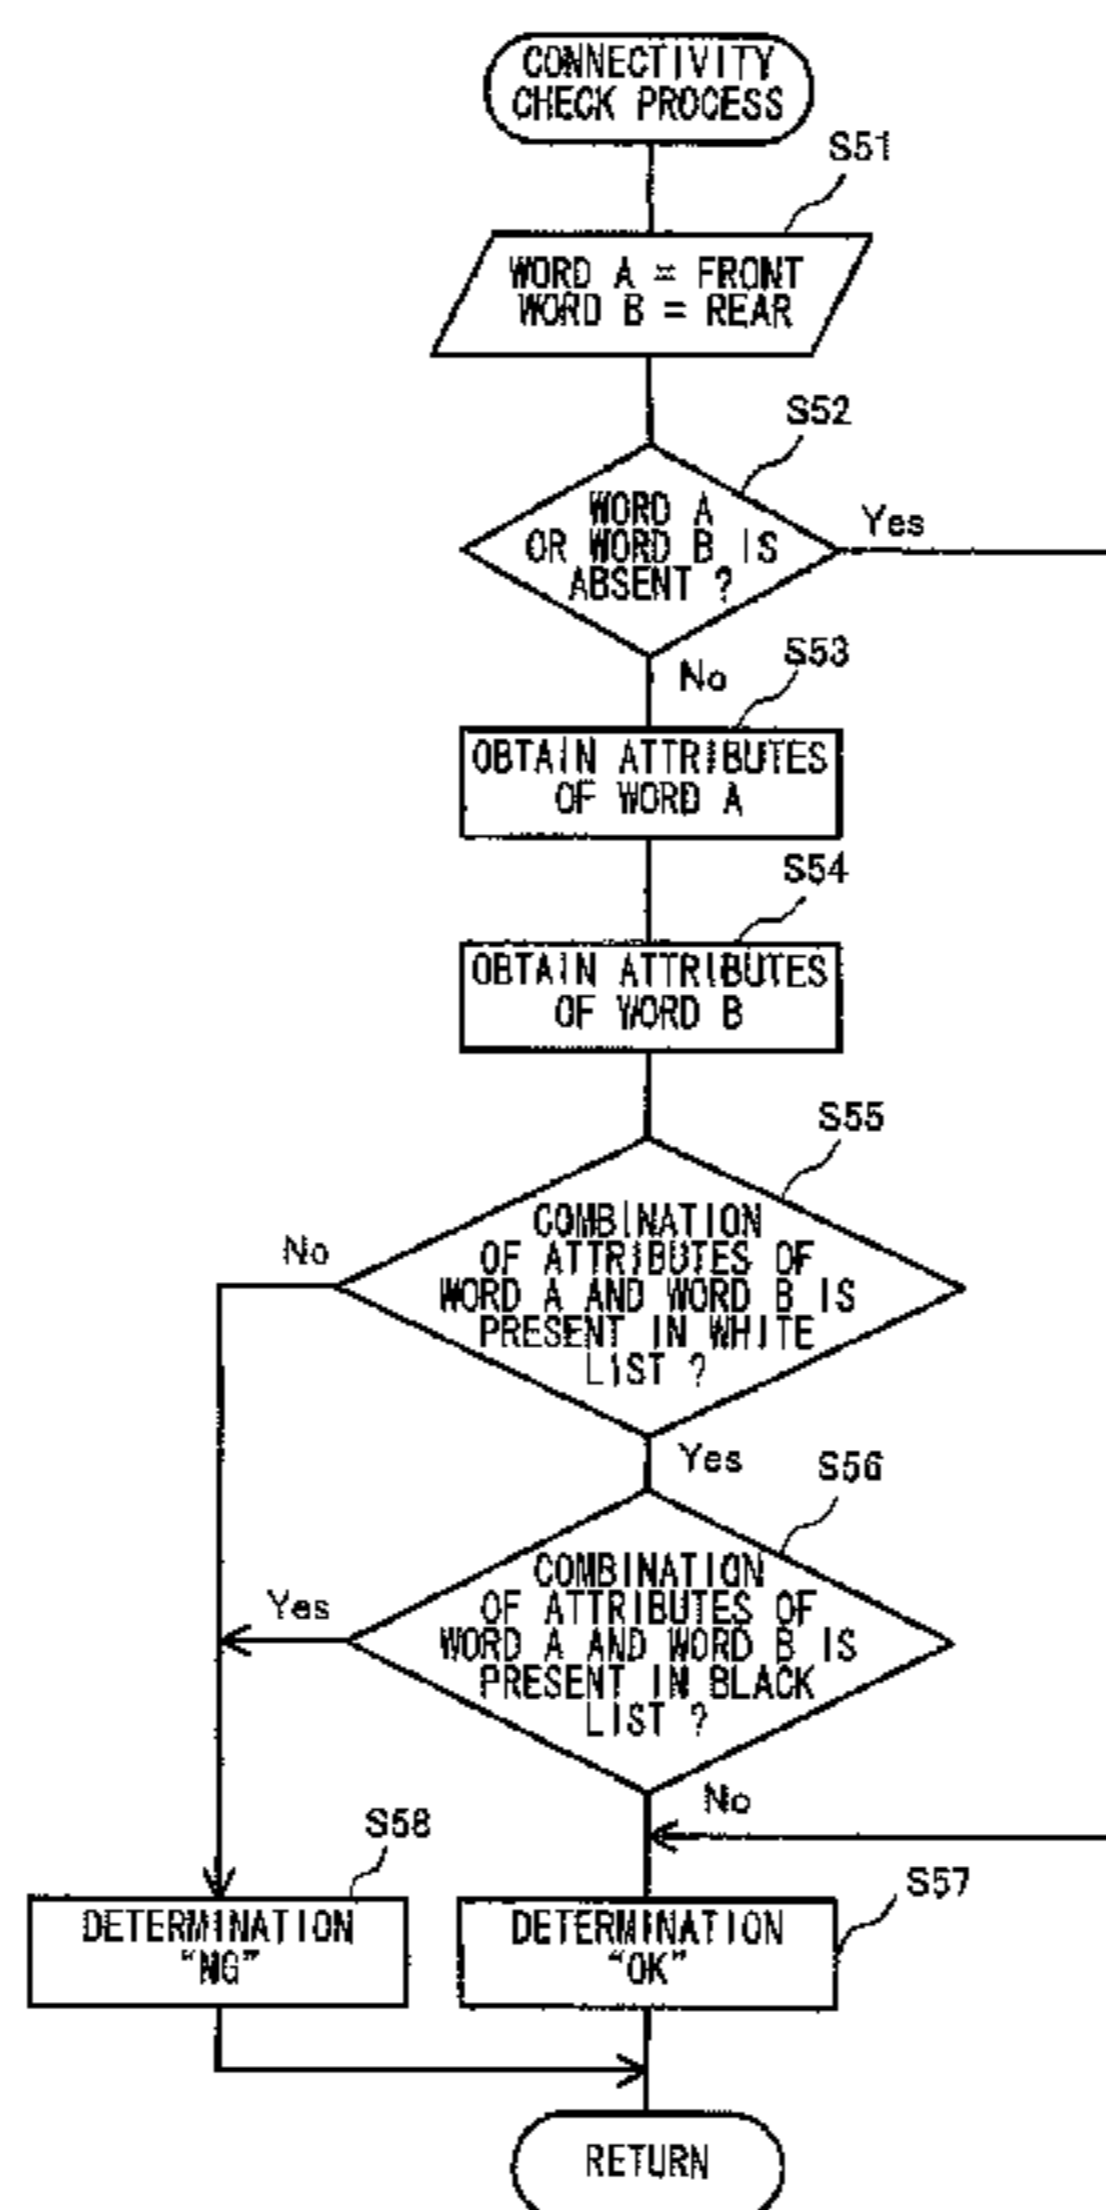 CONNECTIVITY
CHECK PROCESS
S51
WORD A = FRONT
WORD B = REAR
S52
WORD A
OR WORD B IS
ABSENT ?
Yes
No
S53
OBTAIN ATTRIBUTES
OF WORD A
S54
OBTAIN ATTRIBUTES
OF WORD B
S55
COMBINATION
OF ATTRIBUTES OF
WORD A AND WORD B IS
PRESENT IN WHITE
LIST ?
No
Yes
S56
COMBINATION
OF ATTRIBUTES OF
WORD A AND WORD B IS
PRESENT IN BLACK
LIST ?
Yes
No
S58
S57
DETERMINATION
“NG”
DETERMINATION
“OK”
RETURN